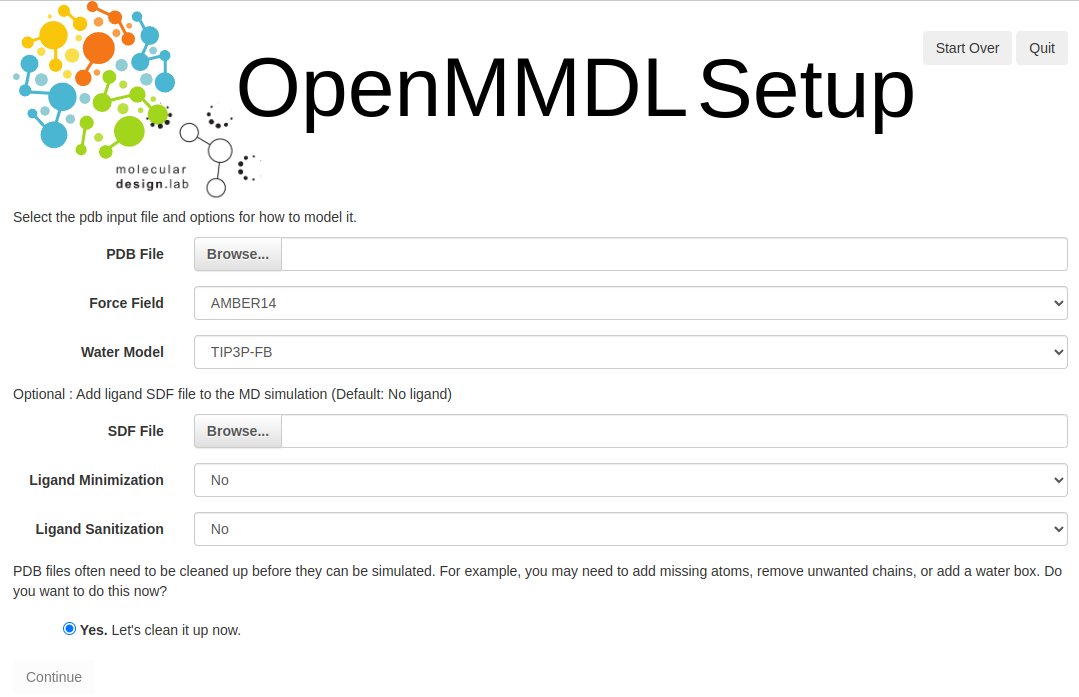 OpenMMDL Setup
Start Over
Quit
molecular
design.lab
Select the pdb input file and options for how to model it.
PDB File
Browse...
Force Field
AMBER14
Water Model
TIP3P-FB
Optional : Add ligand SDF file to the MD simulation (Default: No ligand)
SDF File
Browse...
Ligand Minimization
No
Ligand Sanitization
No
PDB files often need to be cleaned up before they can be simulated. For example, you may need to add missing atoms, remove unwanted chains, or add a water box. Do
you want to do this now?
Yes. Let's clean it up now.
Continue